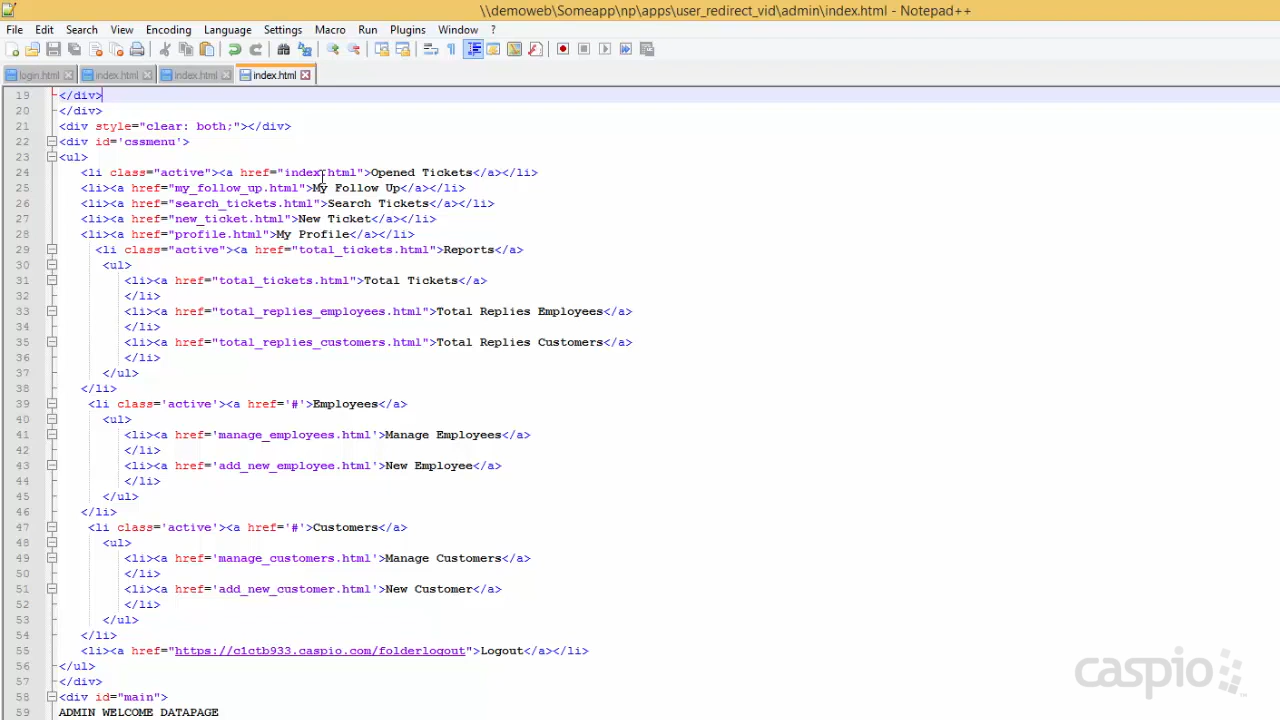 \\demoweb\Someapp\np\apps\user_redirect_vid\admin\index.html - Notepad++
File Edit Search View Encoding Language Settings Macro Run Plugins Window ?
login.html index.html index.html index.html
19 </div>
20 </div>
21 <div style="clear: both;"></div>
22 <div id='cssmenu'>
23 <ul>
24 <li class="active"><a href="index.html">Opened Tickets</a></li>
25 <li><a href="my_follow_up.html">My Follow Up</a></li>
26 <li><a href="search_tickets.html">Search Tickets</a></li>
27 <li><a href="new_ticket.html">New Ticket</a></li>
28 <li><a href="profile.html">My Profile</a></li>
29 <li class="active"><a href="total_tickets.html">Reports</a>
30 <ul>
31 <li><a href="total_tickets.html">Total Tickets</a>
32 </li>
33 <li><a href="total_replies_employees.html">Total Replies Employees</a>
34 </li>
35 <li><a href="total_replies_customers.html">Total Replies Customers</a>
36 </li>
37 </ul>
38 </li>
39 <li class='active'><a href='#'>Employees</a>
40 <ul>
41 <li><a href='manage_employees.html'>Manage Employees</a>
42 </li>
43 <li><a href='add_new_employee.html'>New Employee</a>
44 </li>
45 </ul>
46 </li>
47 <li class='active'><a href='#'>Customers</a>
48 <ul>
49 <li><a href='manage_customers.html'>Manage Customers</a>
50 </li>
51 <li><a href='add_new_customer.html'>New Customer</a>
52 </li>
53 </ul>
54 </li>
55 <li><a href="https://c1ctb933.caspio.com/folderlogout">Logout</a></li>
56 </ul>
57 </div>
58 <div id="main">
59 ADMIN WELCOME DATAPAGE
caspio